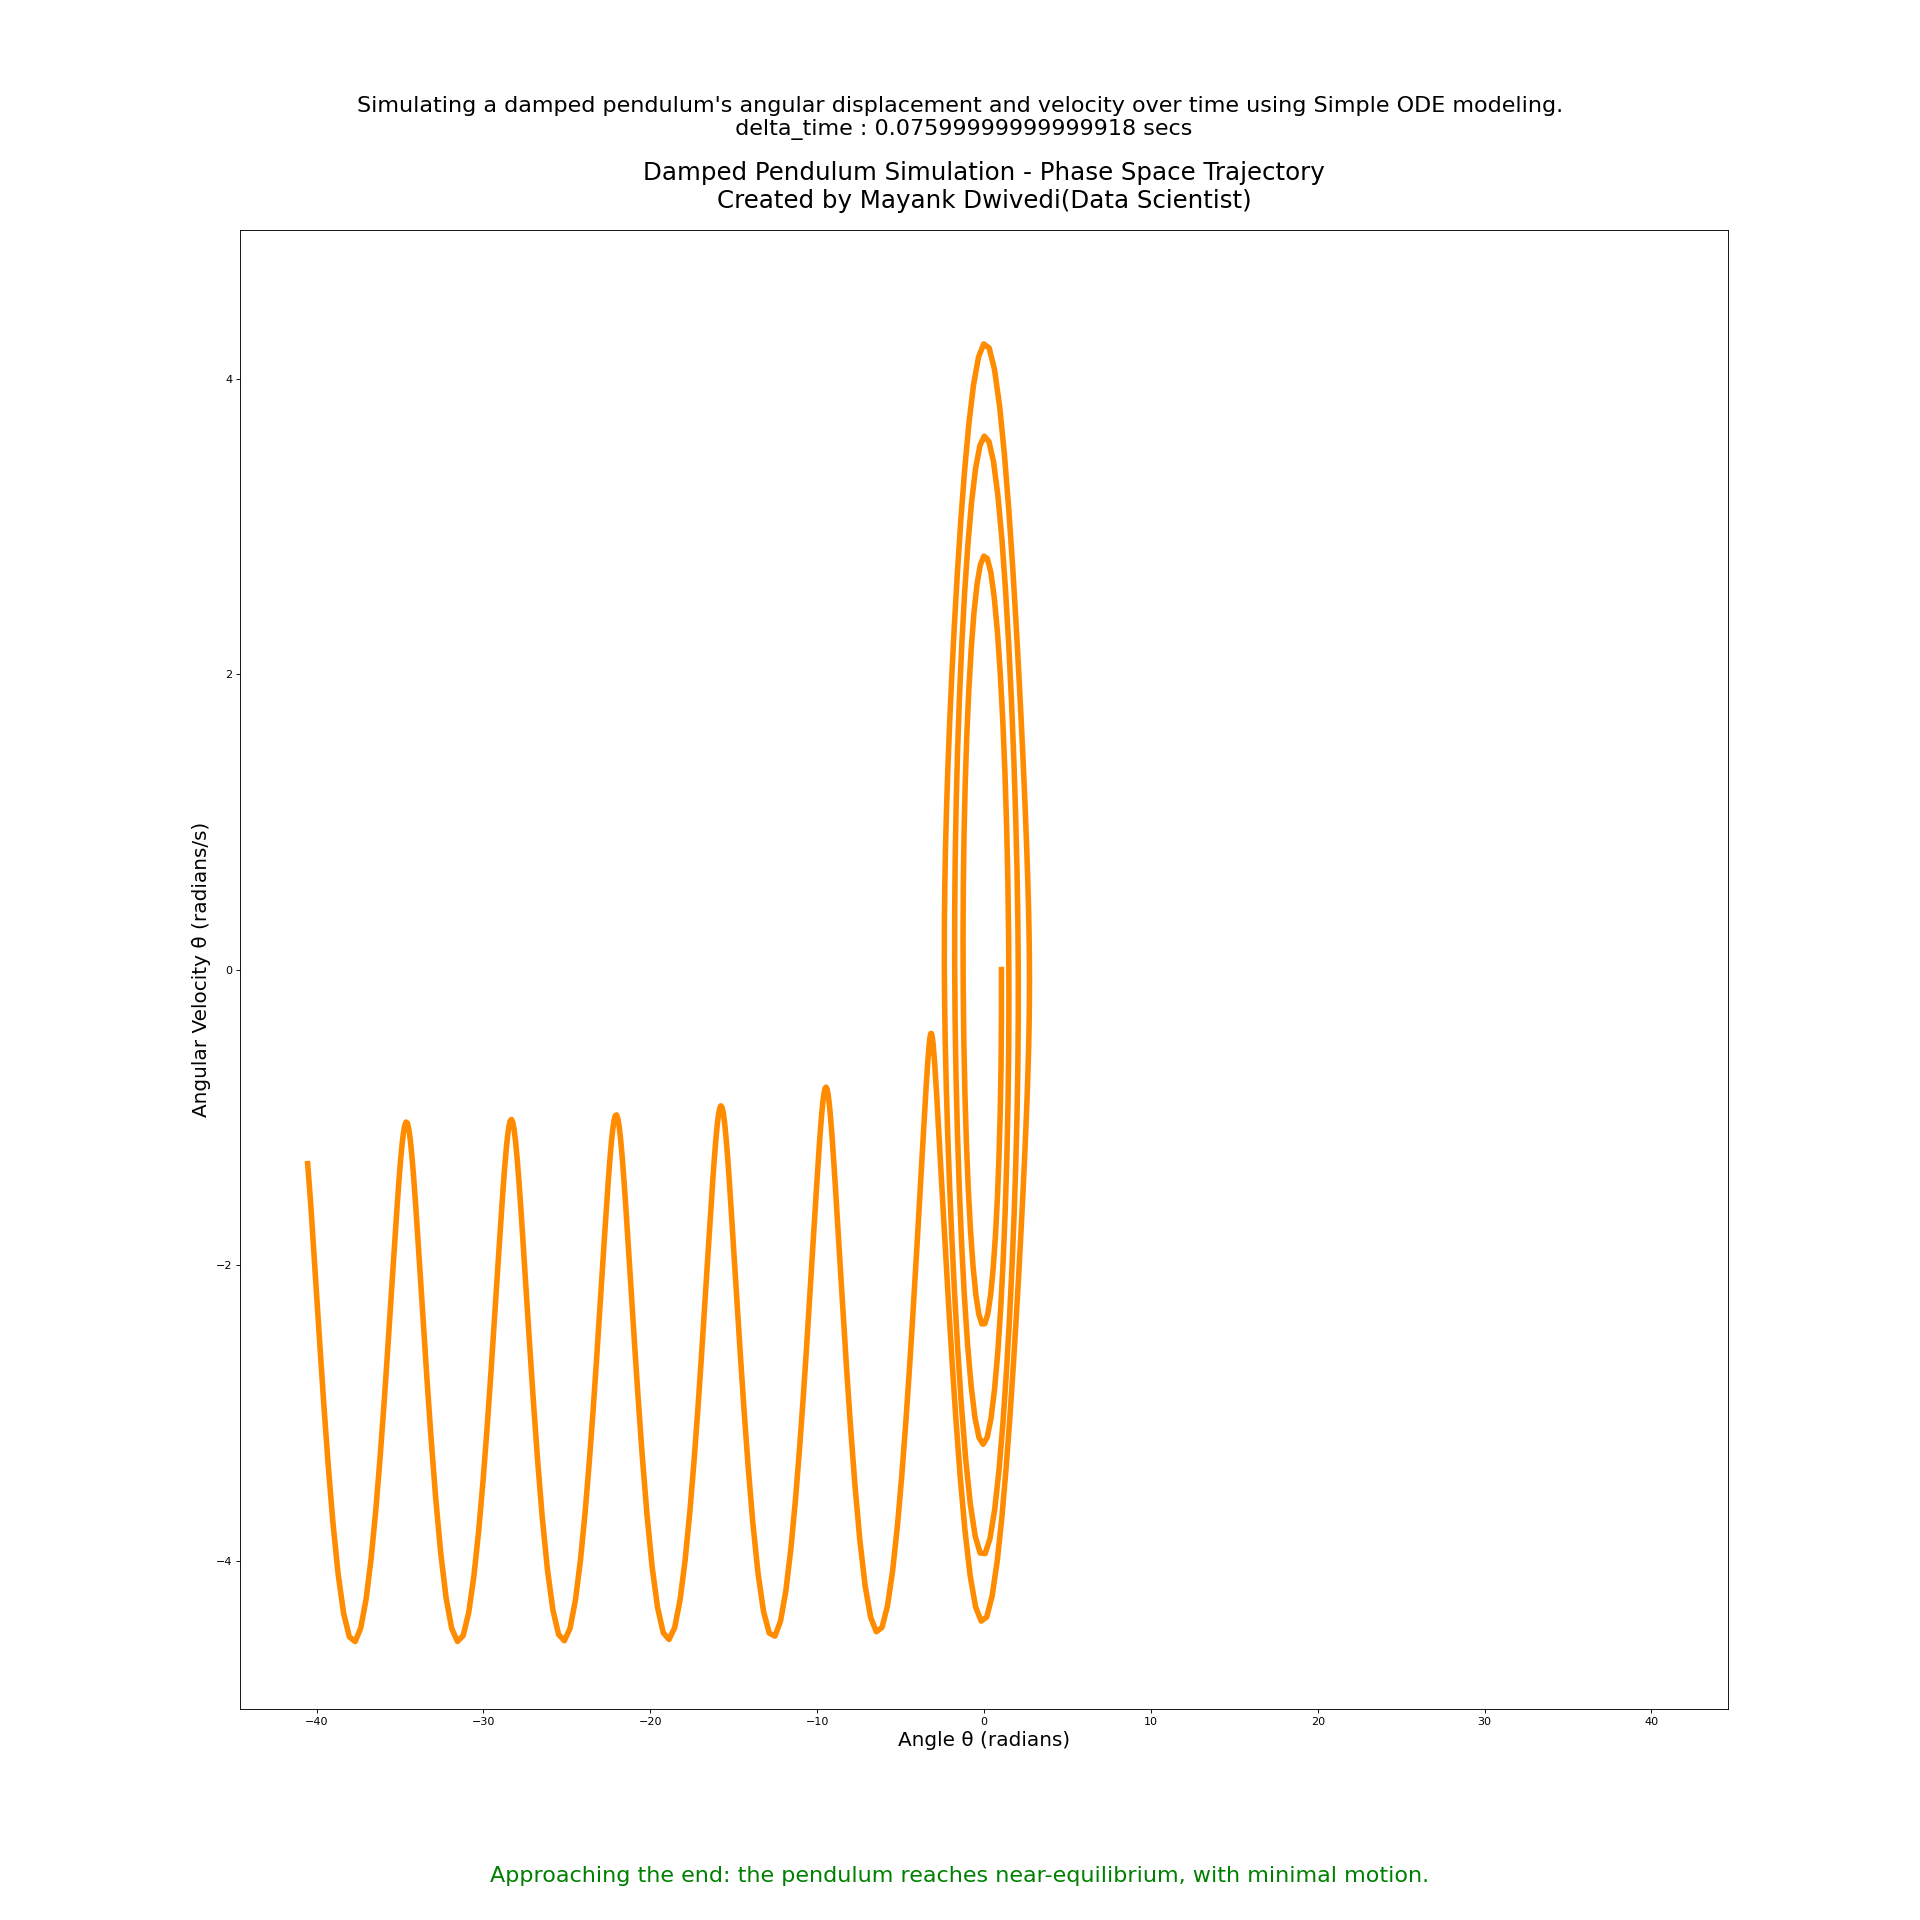 Simulating a damped pendulum's angular displacement and velocity over time using Simple ODE modeling.
delta_time : 0.07599999999999918 secs
Damped Pendulum Simulation - Phase Space Trajectory
Created by Mayank Dwivedi(Data Scientist)
4
2
0
−2
−4
Angular Velocity θ (radians/s)
−40
−30
−20
−10
0
10
20
30
40
Angle θ (radians)
Approaching the end: the pendulum reaches near-equilibrium, with minimal motion.